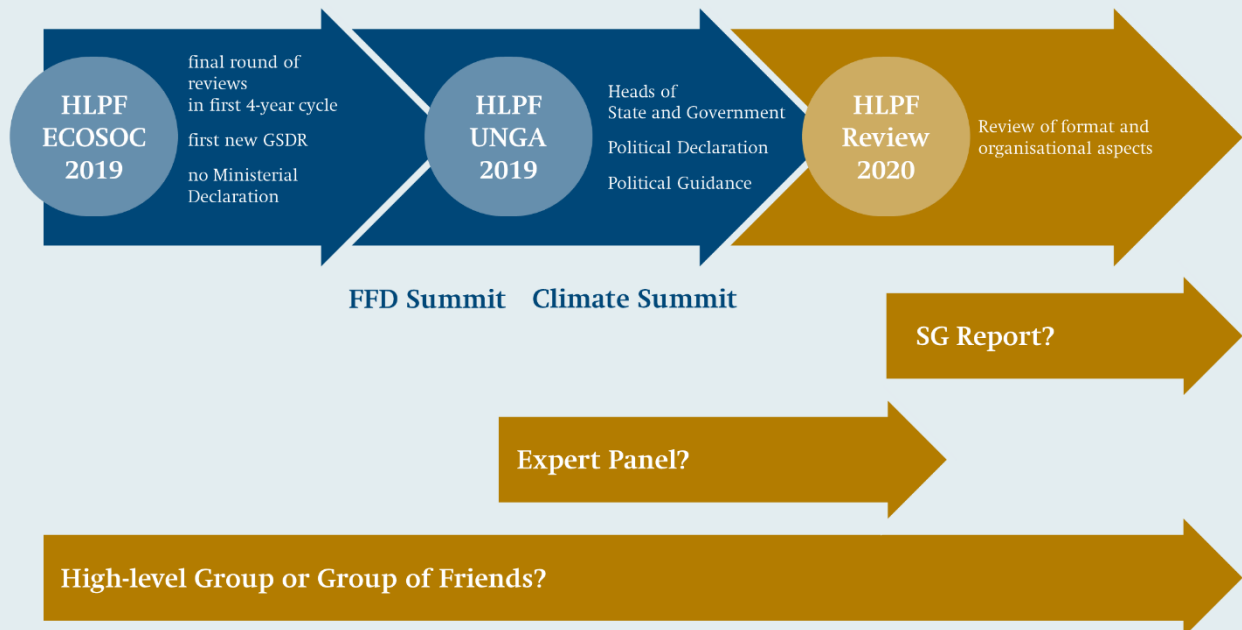 HLPF
ECOSOC
2019
final round of
reviews
in first 4-year cycle
first new GSDR
no Ministerial
Declaration
HLPF
UNGA
2019
Heads of
State and Government
Political Declaration
Political Guidance
HLPF
Review
2020
Review of format and
organisational aspects
FFD Summit
Climate Summit
SG Report?
Expert Panel?
High-level Group or Group of Friends?